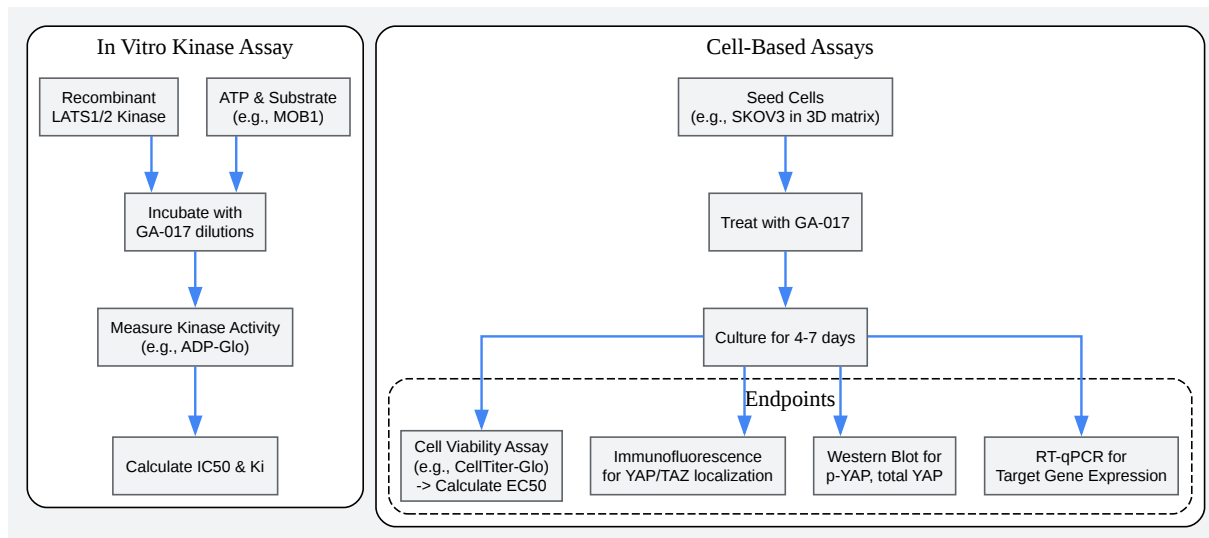 In Vitro Kinase Assay
Recombinant
LATS1/2 Kinase
ATP & Substrate
(e.g., MOB1)
Incubate with
GA-017 dilutions
Measure Kinase Activity
(e.g., ADP-Glo)
Calculate IC50 & Ki
Cell-Based Assays
Seed Cells
(e.g., SKOV3 in 3D matrix)
Treat with GA-017
Culture for 4-7 days
Endpoints
Cell Viability Assay
(e.g., CellTiter-Glo)
-> Calculate EC50
Immunofluorescence
for YAP/TAZ localization
Western Blot for
p-YAP, total YAP
RT-qPCR for
Target Gene Expression